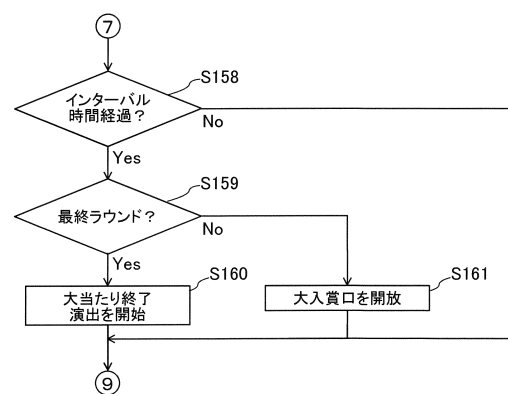 ⑦
S158
インターバル
時間経過?
No
Yes
S159
最終ラウンド?
No
Yes
S160
大当たり終了
演出を開始
S161
大入賞口を開放
⑨